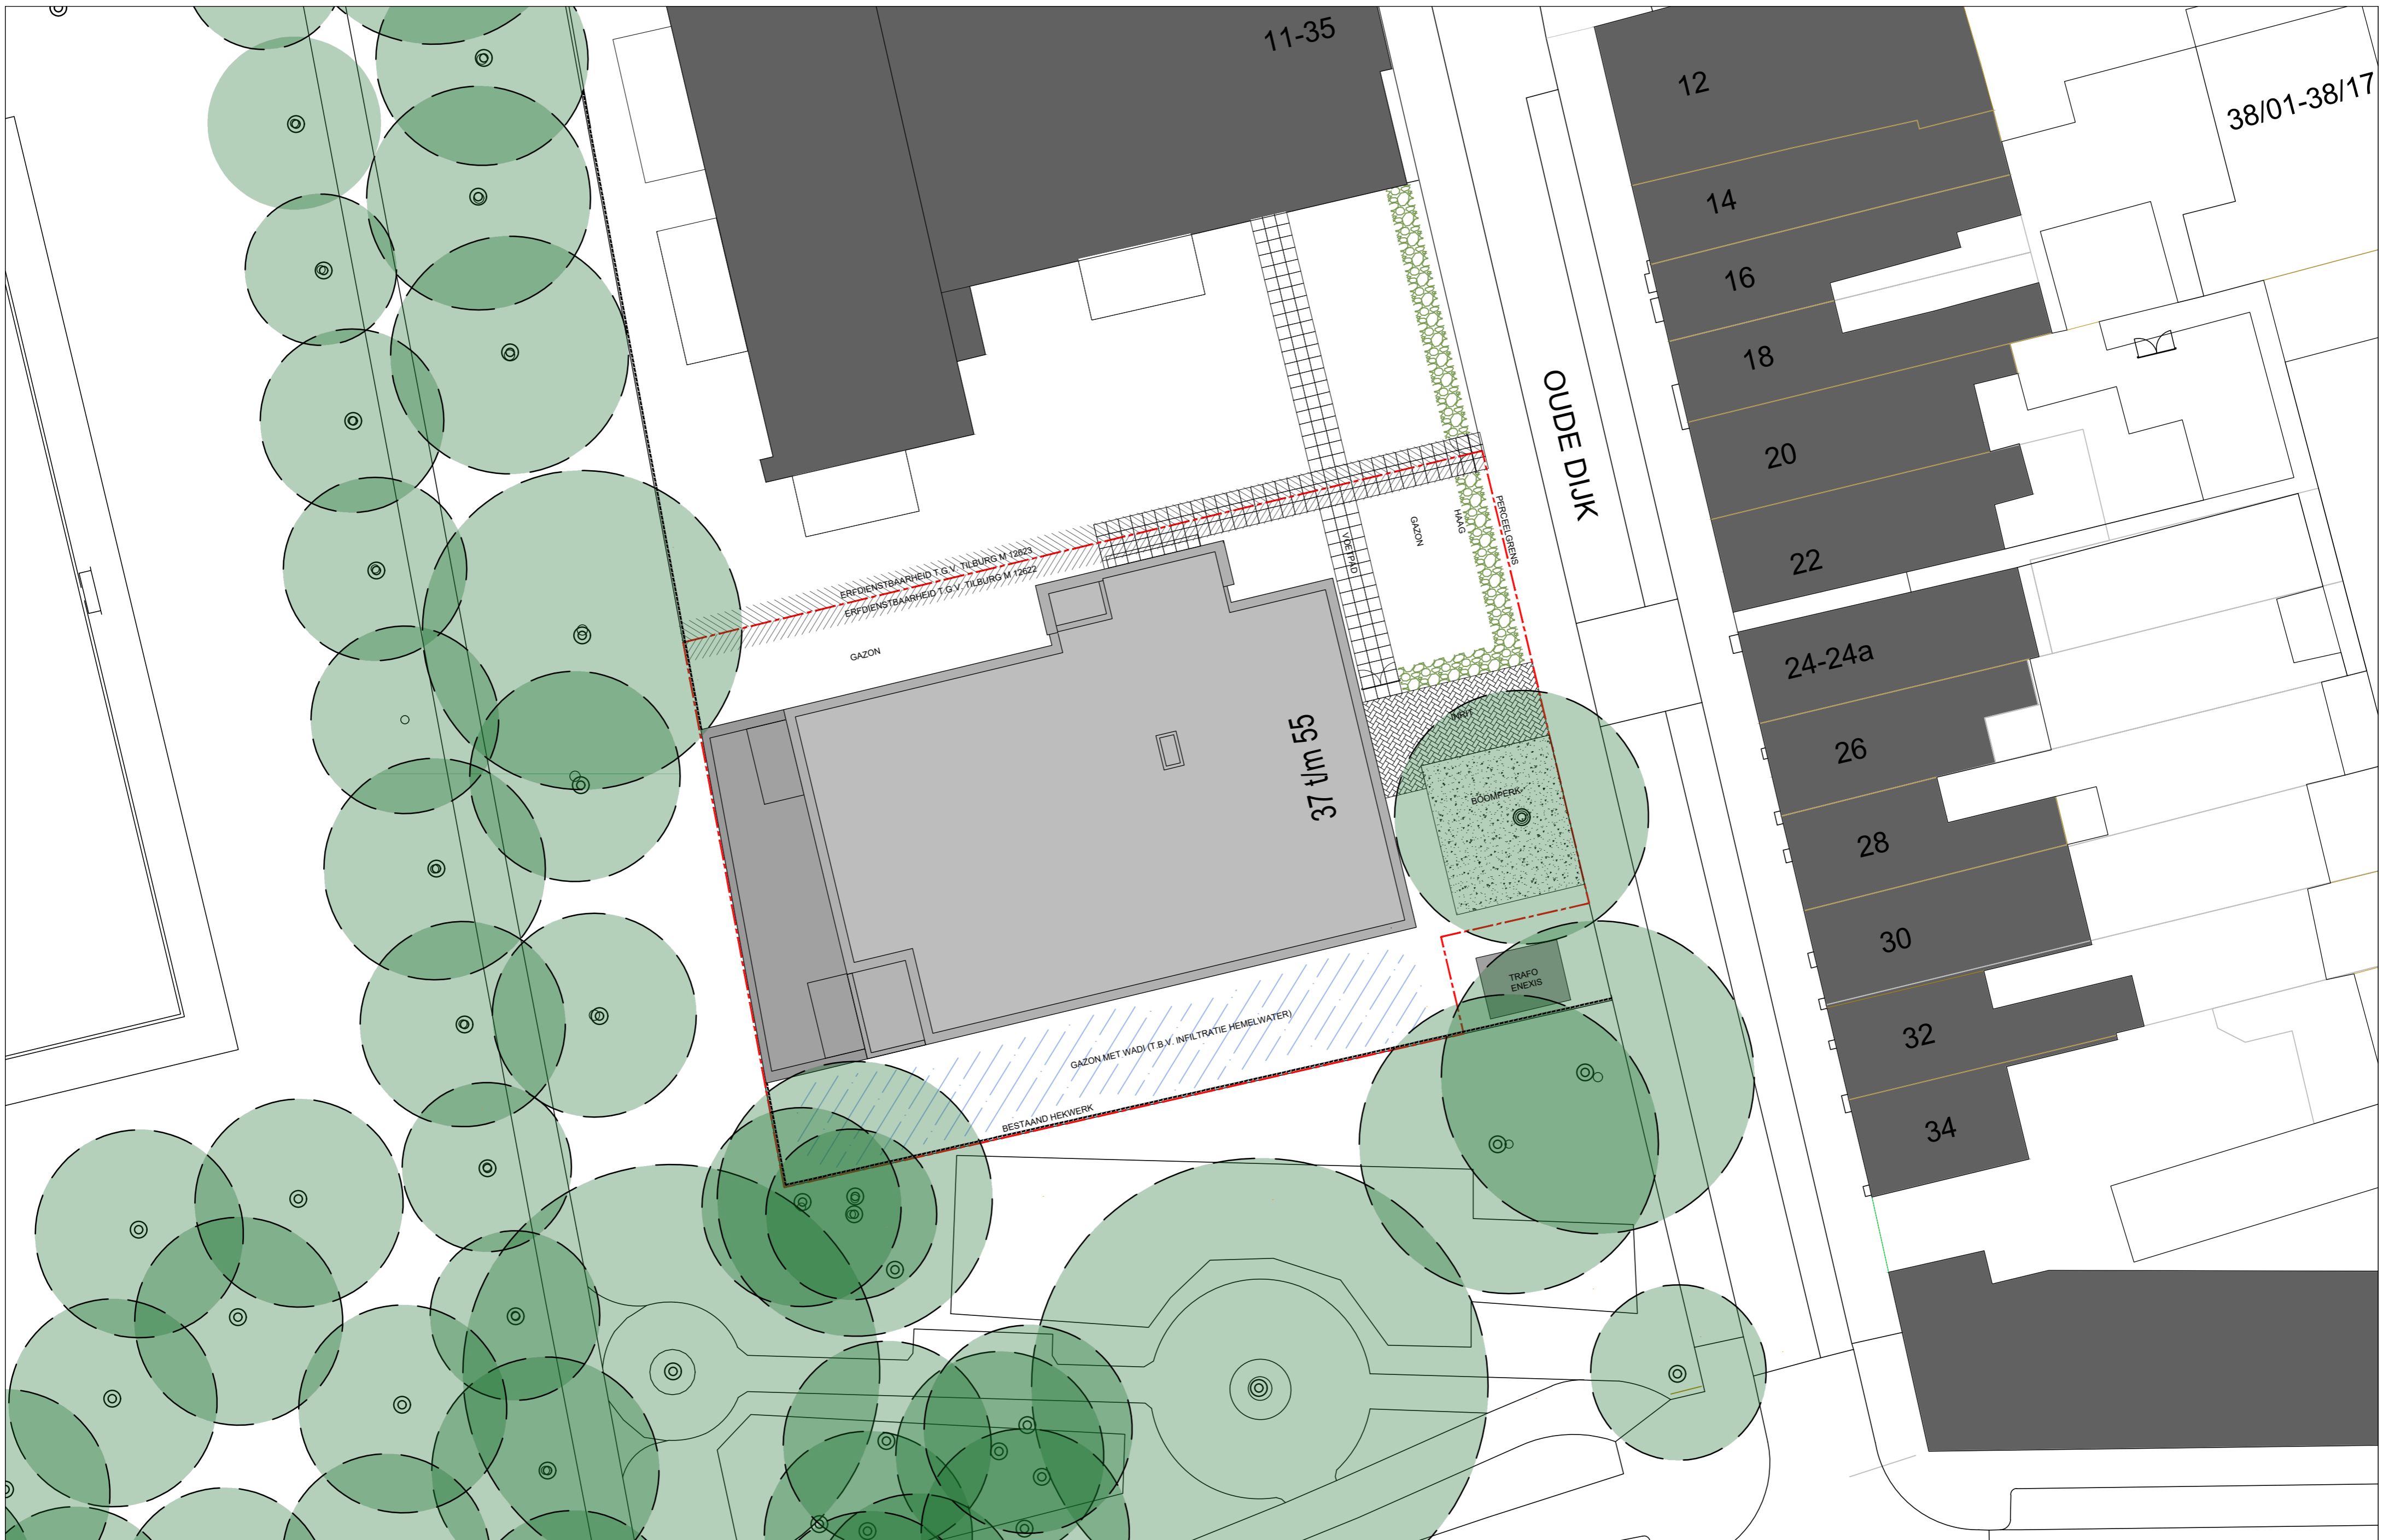 11-35
12
38/01-38/17
14
16
18
OUDE DIJK
20
22
PERCEELGRENS
HAAG
GAZON
VOETPAD
ERFDIENSTBAARHEID T.G.V. TILBURG M 12623
ERFDIENSTBAARHEID T.G.V. TILBURG M 12622
GAZON
24-24a
INRIT
26
37 t/m 55
BOOMPERK
28
30
TRAFO
ENEXIS
GAZON MET WADI (T.B.V. INFILTRATIE HEMELWATER)
32
BESTAAND HEKWERK
34